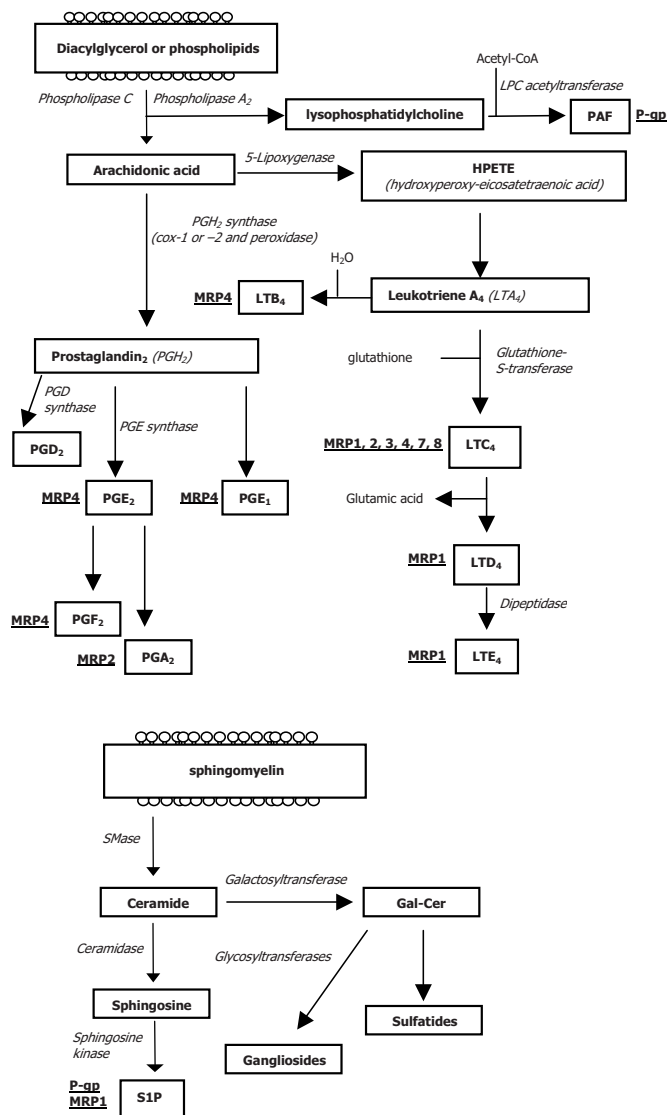 Diacylglycerol or phospholipids
Acetyl-CoA
LPC acetyltransferase
Phospholipase C
Phospholipase A2
lysophosphatidylcholine
PAF
P-gp
Arachidonic acid
5-Lipoxygenase
HPETE
(hydroxyperoxy-eicosatetraenoic acid)
PGH2 synthase
(cox-1 or –2 and peroxidase)
H2O
MRP4
LTB4
Leukotriene A4 (LTA4)
Prostaglandin2 (PGH2)
glutathione
Glutathione-
S-transferase
PGD
synthase
PGE synthase
PGD2
MRP1, 2, 3, 4, 7, 8
LTC4
MRP4
PGE2
MRP4
PGE1
Glutamic acid
MRP1
LTD4
Dipeptidase
MRP4
PGF2
MRP2
PGA2
MRP1
LTE4
sphingomyelin
SMase
Ceramide
Galactosyltransferase
Gal-Cer
Ceramidase
Glycosyltransferases
Sphingosine
Sulfatides
Sphingosine
kinase
Gangliosides
P-gp
MRP1
S1P